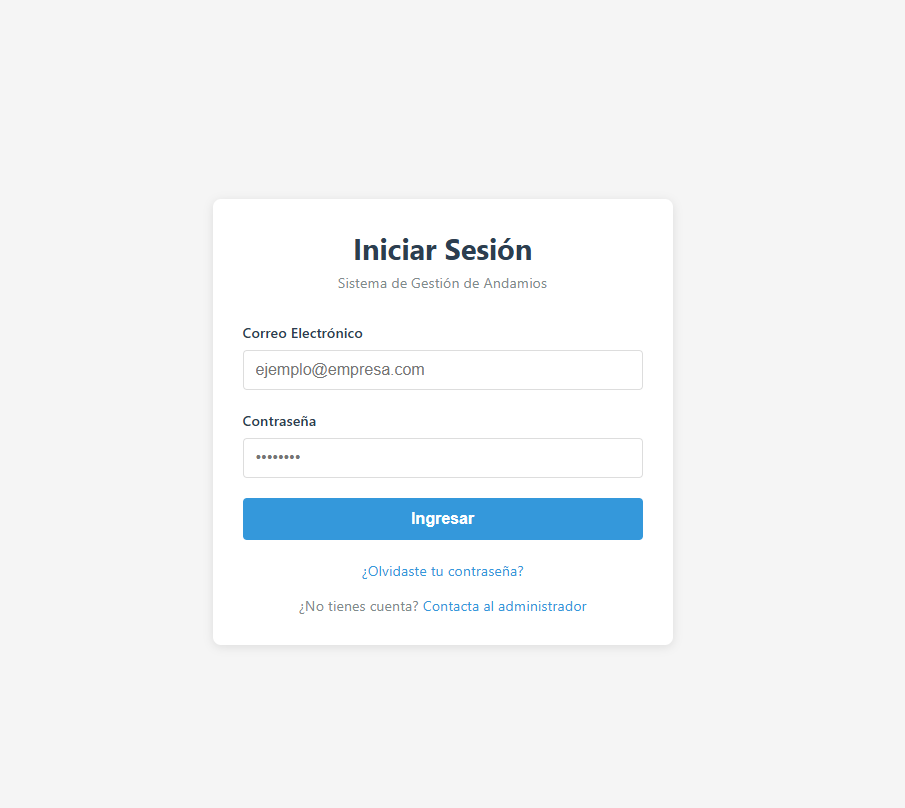 Iniciar Sesión
Sistema de Gestión de Andamios
Correo Electrónico
ejemplo@empresa.com
Contraseña
••••••••
Ingresar
¿Olvidaste tu contraseña?
¿No tienes cuenta? Contacta al administrador